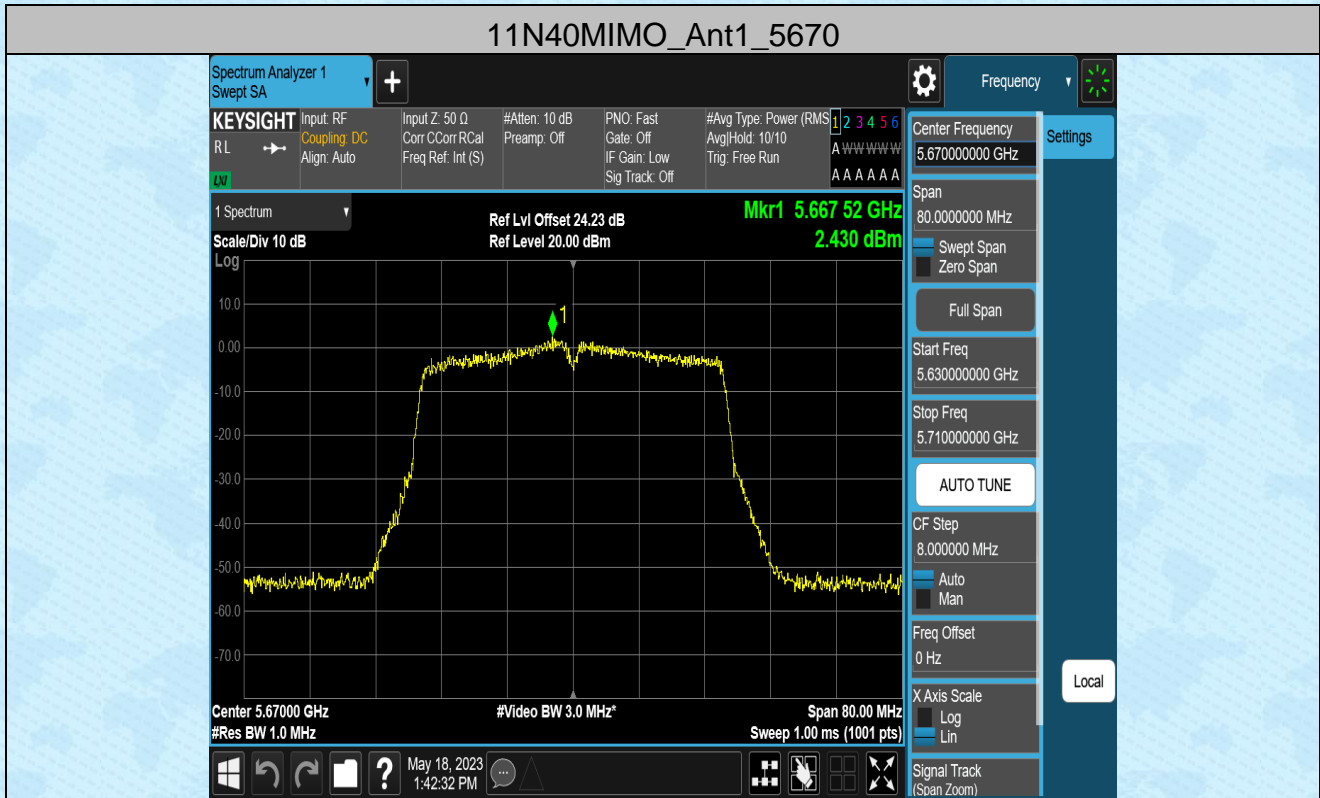 11N40MIMO_Ant1_5670
Spectrum Analyzer 1
Swept SA
+
Frequency
KEYSIGHT
RL
LXI
Input: RF
Coupling: DC
Align: Auto
Input Z: 50 Ω
Corr CCorr RCal
Freq Ref: Int (S)
#Atten: 10 dB
Preamp: Off
PNO: Fast
Gate: Off
IF Gain: Low
Sig Track: Off
#Avg Type: Power (RMS
Avg|Hold: 10/10
Trig: Free Run
1 2 3 4 5 6
A W W W W W
A A A A A A
1 Spectrum
Scale/Div 10 dB
Log
Ref Lvl Offset 24.23 dB
Ref Level 20.00 dBm
Mkr1 5.667 52 GHz
2.430 dBm
1
10.0
0.00
-10.0
-20.0
-30.0
-40.0
-50.0
-60.0
-70.0
Center 5.67000 GHz
#Res BW 1.0 MHz
#Video BW 3.0 MHz*
Span 80.00 MHz
Sweep 1.00 ms (1001 pts)
?
May 18, 2023
1:42:32 PM
Center Frequency
5.670000000 GHz
Settings
Span
80.0000000 MHz
Swept Span
Zero Span
Full Span
Start Freq
5.630000000 GHz
Stop Freq
5.710000000 GHz
AUTO TUNE
CF Step
8.000000 MHz
Auto
Man
Freq Offset
0 Hz
X Axis Scale
Log
Lin
Local
Signal Track
(Span Zoom)